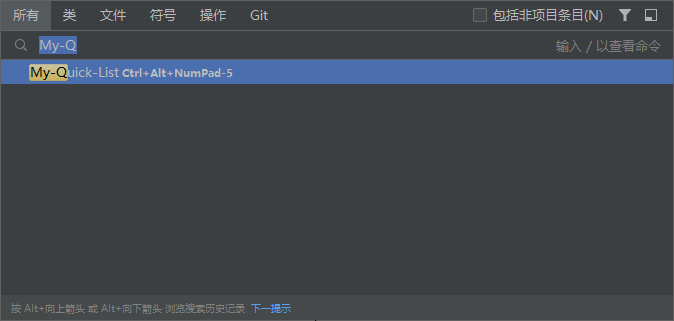 所有 类 文件 符号 操作 Git 包括非项目条目(N)
My-Q 输入 / 以查看命令
My-Quick-List Ctrl+Alt+NumPad-5
按 Alt+向上箭头 或 Alt+向下箭头 浏览搜索历史记录 下一提示